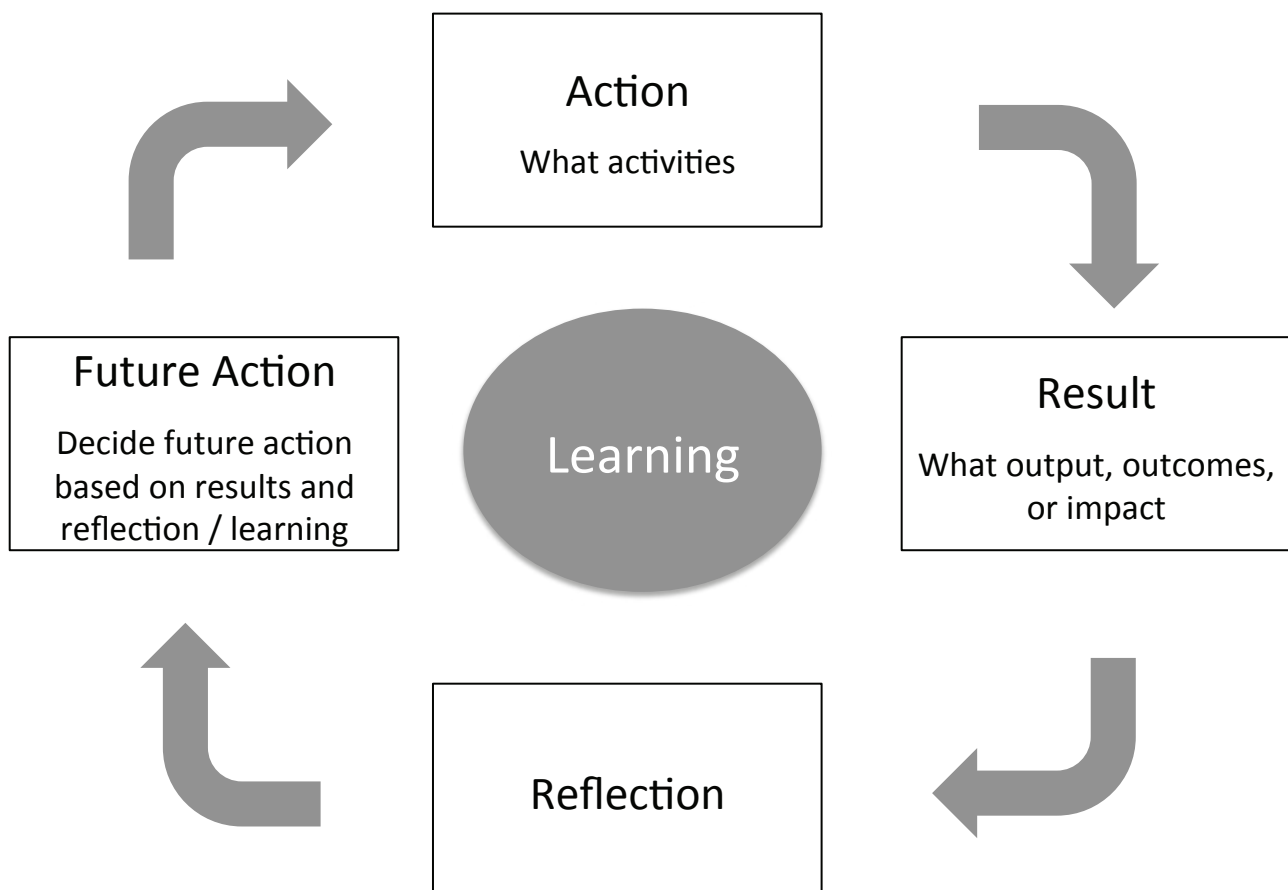 Action
What activities
Future Action
Decide future action
based on results and
reflection / learning
Learning
Result
What output, outcomes,
or impact
Reflection